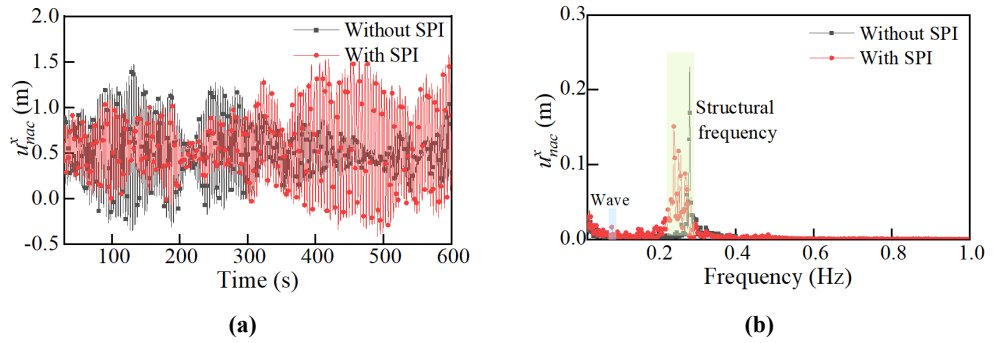 2.0
1.5
1.0
0.5
0.0
-0.5
u^x_nac (m)
Without SPI
With SPI
100 200 300 400 500 600
Time (s)
(a)
0.3
0.2
0.1
0.0
u^x_nac (m)
Without SPI
With SPI
Structural
frequency
Wave
0.2 0.4 0.6 0.8 1.0
Frequency (Hz)
(b)